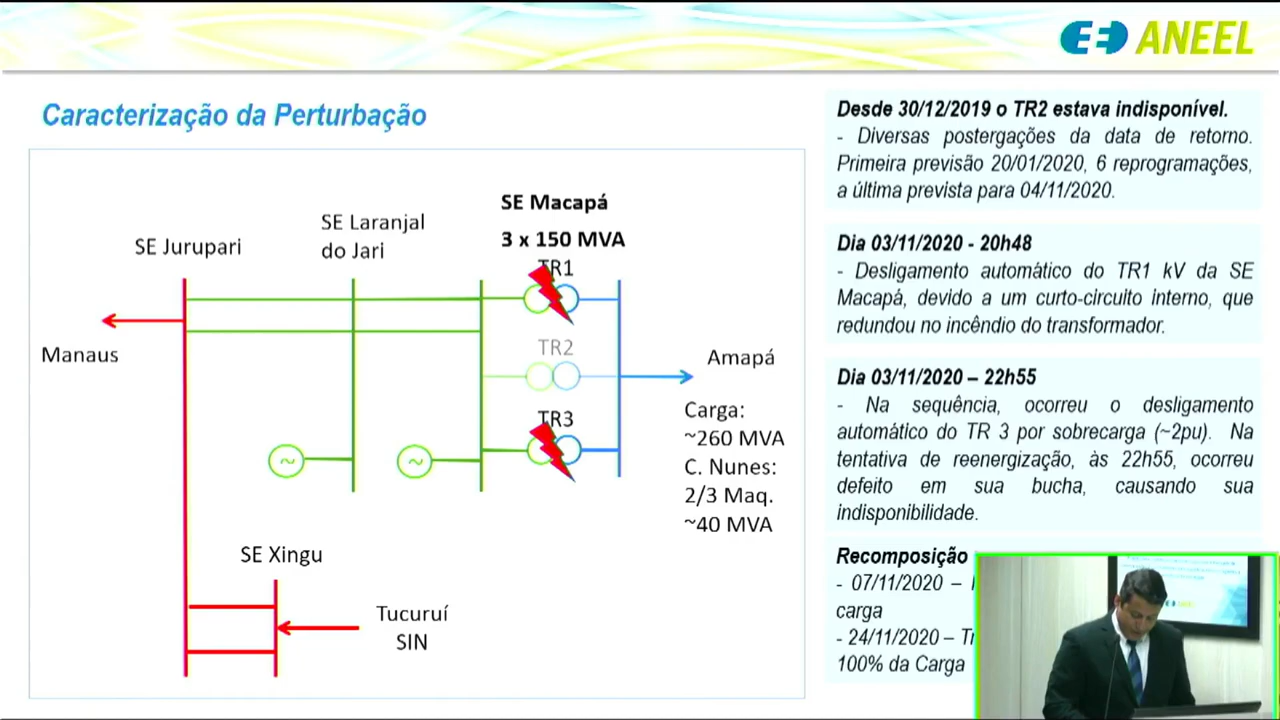 ANEEL
Caracterização da Perturbação
SE Jurupari
SE Laranjal
do Jari
SE Macapá
3 x 150 MVA
TR1
TR2
TR3
Manaus
Amapá
Carga:
~260 MVA
C. Nunes:
2/3 Maq.
~40 MVA
SE Xingu
Tucuruí
SIN
Desde 30/12/2019 o TR2 estava indisponível.
- Diversas postergações da data de retorno.
Primeira previsão 20/01/2020, 6 reprogramações,
a última prevista para 04/11/2020.
Dia 03/11/2020 - 20h48
- Desligamento automático do TR1 kV da SE
Macapá, devido a um curto-circuito interno, que
redundou no incêndio do transformador.
Dia 03/11/2020 – 22h55
- Na sequência, ocorreu o desligamento
automático do TR 3 por sobrecarga (~2pu). Na
tentativa de reenergização, às 22h55, ocorreu
defeito em sua bucha, causando sua
indisponibilidade.
Recomposição
- 07/11/2020 –
carga
- 24/11/2020 –
100% da Carga
ANEEL